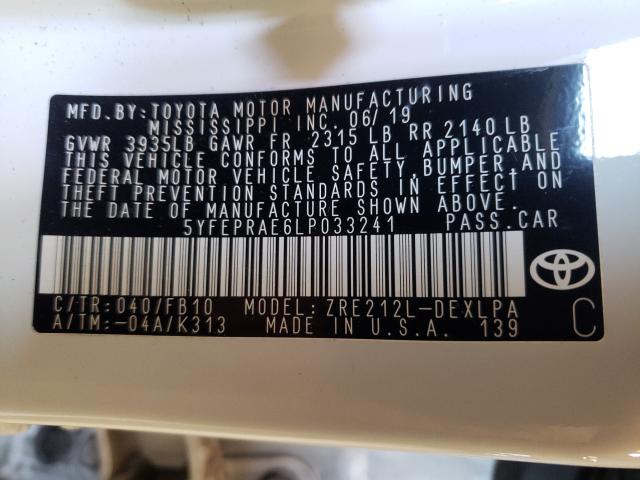 MFD. BY: TOYOTA MOTOR MANUFACTURING
MISSISSIPPI INC. 06/19
GVWR 3935LB GAWR FR 2315 LB RR 2140LB
THIS VEHICLE CONFORMS TO ALL APPLICABLE
FEDERAL MOTOR VEHICLE SAFETY, BUMPER, AND
THEFT PREVENTION STANDARDS IN EFFECT ON
THE DATE OF MANUFACTURE SHOWN ABOVE.
5YFEPRAE6LP033241 PASS. CAR
C/TR: 040/FB10 MODEL: ZRE212L-DEXLPA
A/TM: -04A/K313 MADE IN U.S.A. 139 C